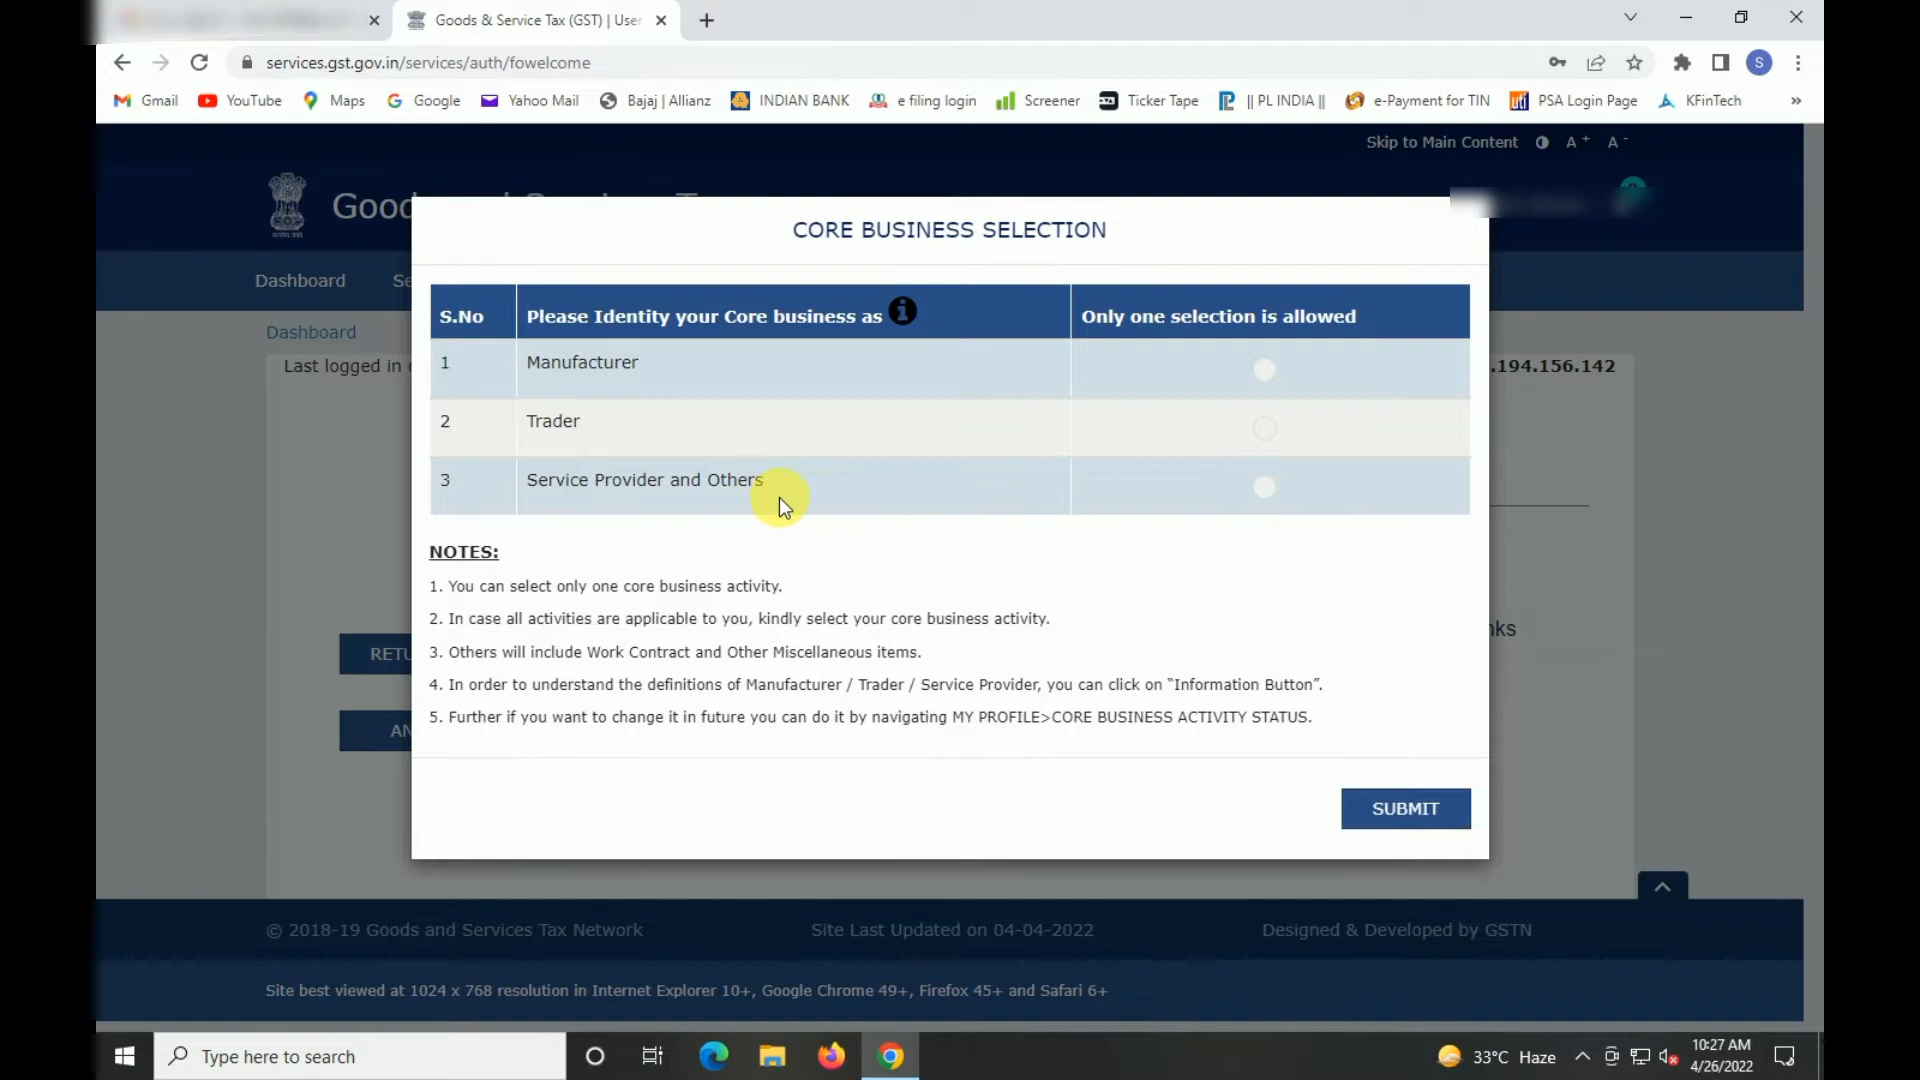 Goods & Service Tax (GST) | User
services.gst.gov.in/services/auth/fowelcome
S
Gmail YouTube Maps Google Yahoo Mail Bajaj | Allianz INDIAN BANK e filing login Screener Ticker Tape || PL INDIA || e-Payment for TIN PSA Login Page KFinTech »
Skip to Main Content A+ A-
CORE BUSINESS SELECTION
Dashboard Se
S.No Please Identity your Core business as Only one selection is allowed
Dashboard
Last logged in .194.156.142
1 Manufacturer
2 Trader
3 Service Provider and Others
NOTES:
1. You can select only one core business activity.
2. In case all activities are applicable to you, kindly select your core business activity.
nks
RETU
3. Others will include Work Contract and Other Miscellaneous items.
4. In order to understand the definitions of Manufacturer / Trader / Service Provider, you can click on “Information Button”.
5. Further if you want to change it in future you can do it by navigating MY PROFILE>CORE BUSINESS ACTIVITY STATUS.
AN
SUBMIT
© 2018-19 Goods and Services Tax Network Site Last Updated on 04-04-2022 Designed & Developed by GSTN
Site best viewed at 1024 x 768 resolution in Internet Explorer 10+, Google Chrome 49+, Firefox 45+ and Safari 6+
Type here to search 33°C Haze 10:27 AM
4/26/2022